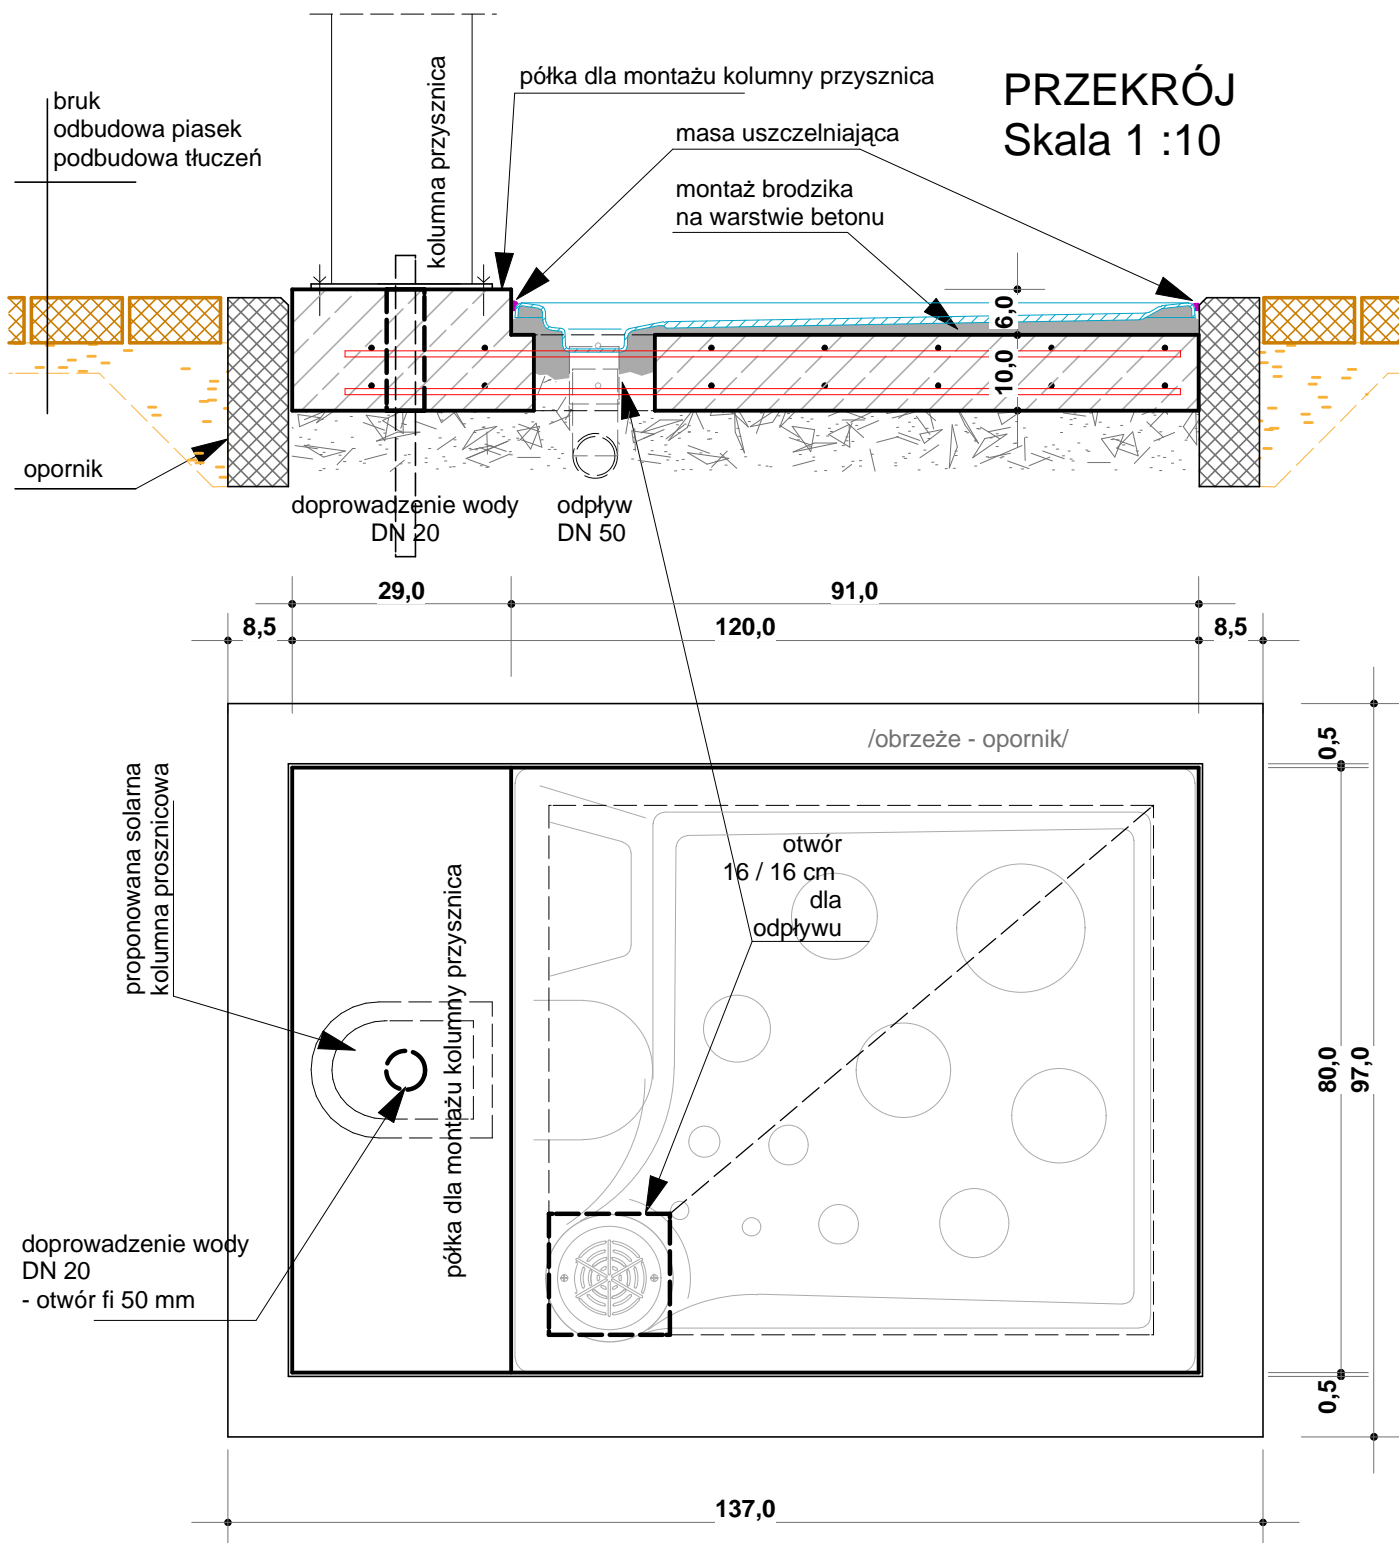 PRZEKRÓJ
Skala 1 :10
bruk
odbudowa piasek
podbudowa tłuczeń
kolumna przysznica
półka dla montażu kolumny przysznica
masa uszczelniająca
montaż brodzika
na warstwie betonu
6,0
10,0
opornik
doprowadzenie wody
DN 20
odpływ
DN 50
29,0
91,0
8,5
120,0
8,5
/obrzeże - opornik/
0,5
proponowana solarna
kolumna prosznicowa
półka dla montażu kolumny przysznica
otwór
16 / 16 cm
dla
odpływu
80,0
97,0
doprowadzenie wody
DN 20
- otwór fi 50 mm
0,5
137,0